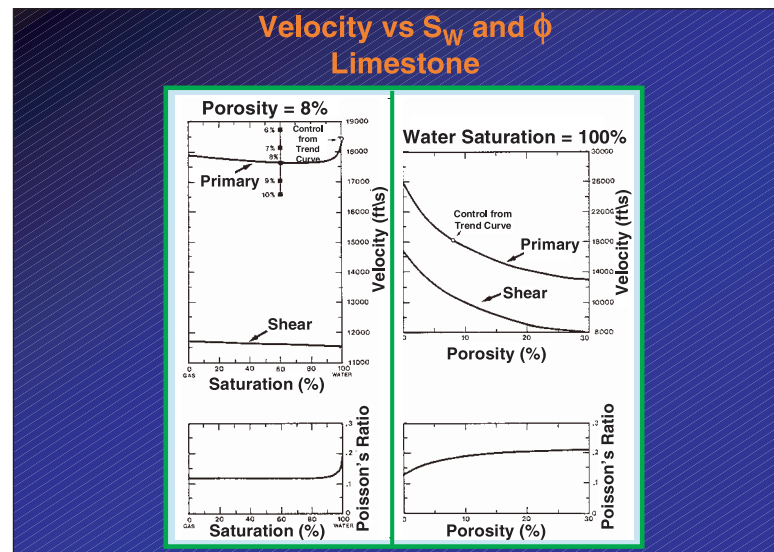 Velocity vs SW and ϕ
Limestone
Porosity = 8%
6%
7%
8%
9%
10%
Control
from
Trend
Curve
Primary
Shear
19000
18000
17000
16000
15000
14000
13000
12000
11000
Velocity (ft\s)
0
20
40
60
80
100
GAS
WATER
Saturation (%)
.3
.2
.1
0
Poisson's Ratio
0
20
40
60
80
100
GAS
WATER
Saturation (%)
Water Saturation = 100%
30000
26000
22000
18000
14000
10000
6000
Velocity (ft\s)
Control from
Trend Curve
Primary
Shear
0
10
20
30
Porosity (%)
.3
.2
.1
0
Poisson's Ratio
0
10
20
30
Porosity (%)